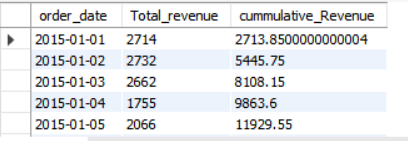 order_date Total_revenue cummulative_Revenue
2015-01-01 2714 2713.8500000000004
2015-01-02 2732 5445.75
2015-01-03 2662 8108.15
2015-01-04 1755 9863.6
2015-01-05 2066 11929.55